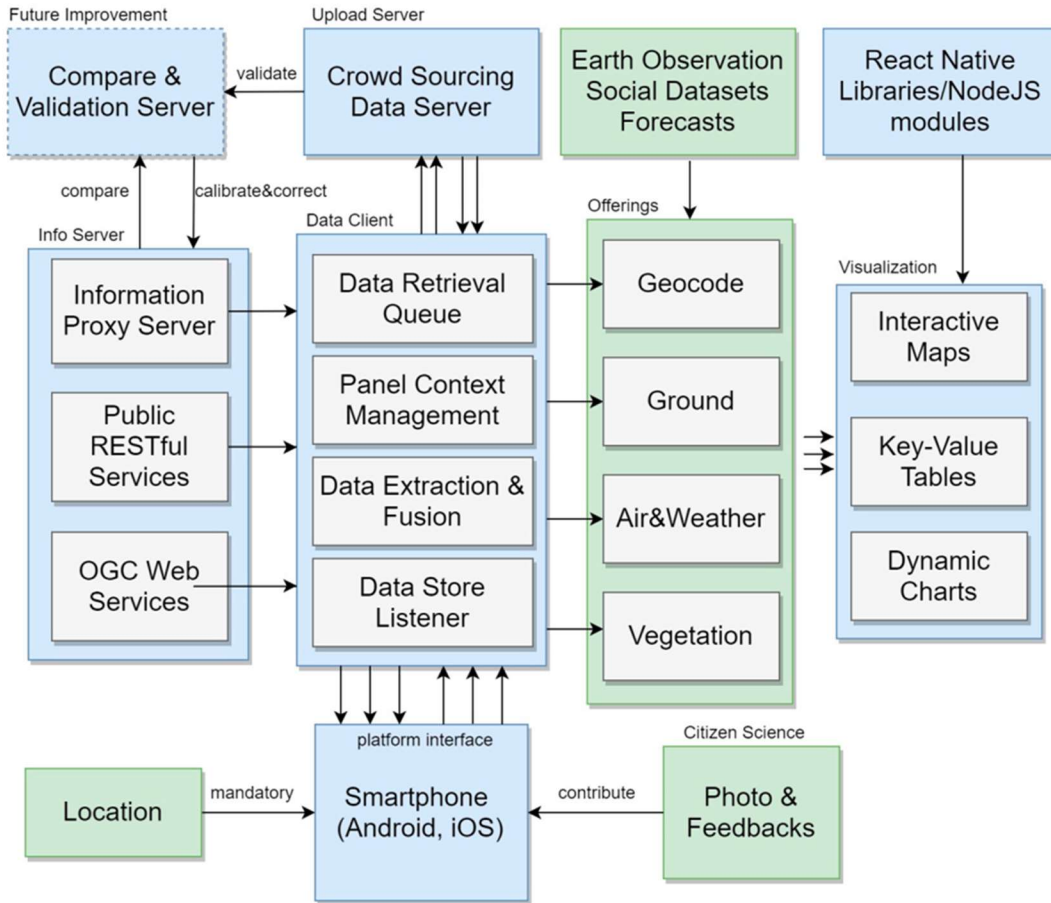 Future Improvement
Compare &
Validation Server
validate
Upload Server
Crowd Sourcing
Data Server
Earth Observation
Social Datasets
Forecasts
React Native
Libraries/NodeJS
modules
compare
calibrate&correct
Info Server
Information
Proxy Server
Public
RESTful
Services
OGC Web
Services
Data Client
Data Retrieval
Queue
Panel Context
Management
Data Extraction &
Fusion
Data Store
Listener
Offerings
Geocode
Ground
Air&Weather
Vegetation
Visualization
Interactive
Maps
Key-Value
Tables
Dynamic
Charts
Location
mandatory
platform interface
Smartphone
(Android, iOS)
contribute
Citizen Science
Photo &
Feedbacks